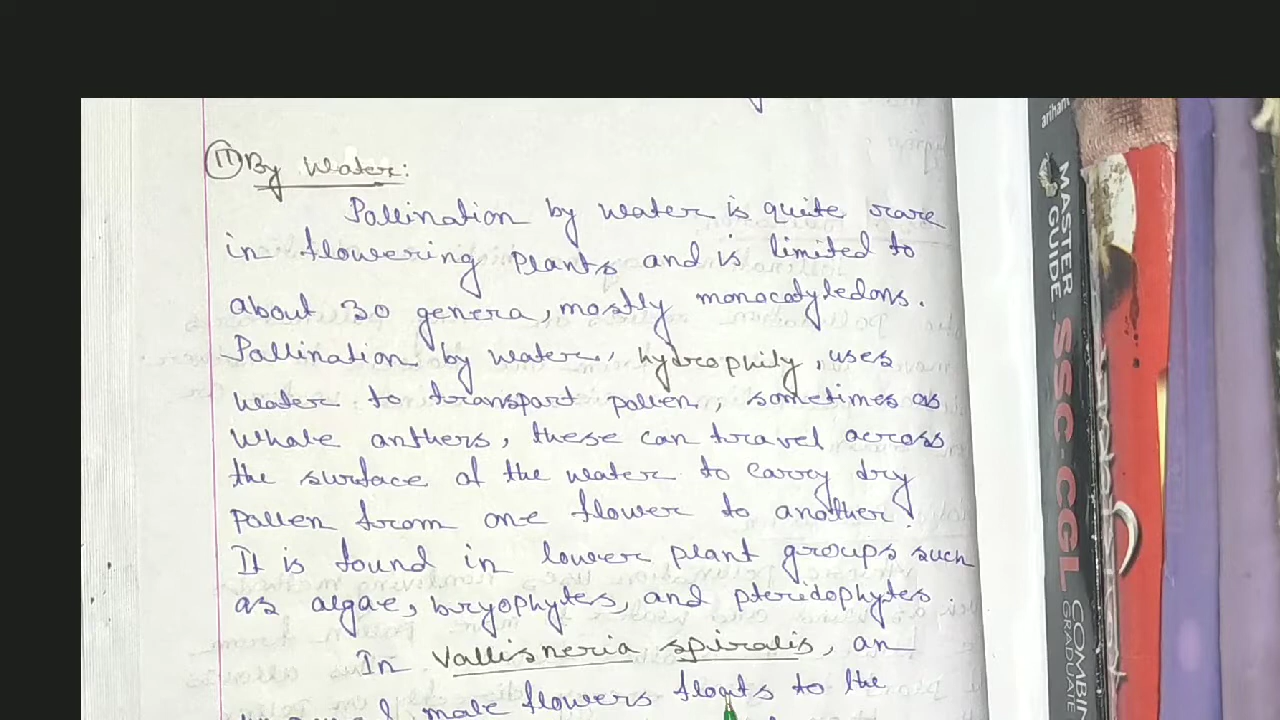 (II) By Water:
Pollination by water is quite rare
in flowering plants and is limited to
about 30 genera, mostly monocotyledons.
Pollination by water, hydrophily, uses
water to transport pollen, sometimes as
whole anthers, these can travel across
the surface of the water to carry dry
pollen from one flower to another.
It is found in lower plant groups such
as algae, bryophytes, and pteridophytes
In Vallisneria spiralis, an
male flowers floats to the
arihant
MASTER GUIDE
SSC-CGL
COMBIN
GRADUATE